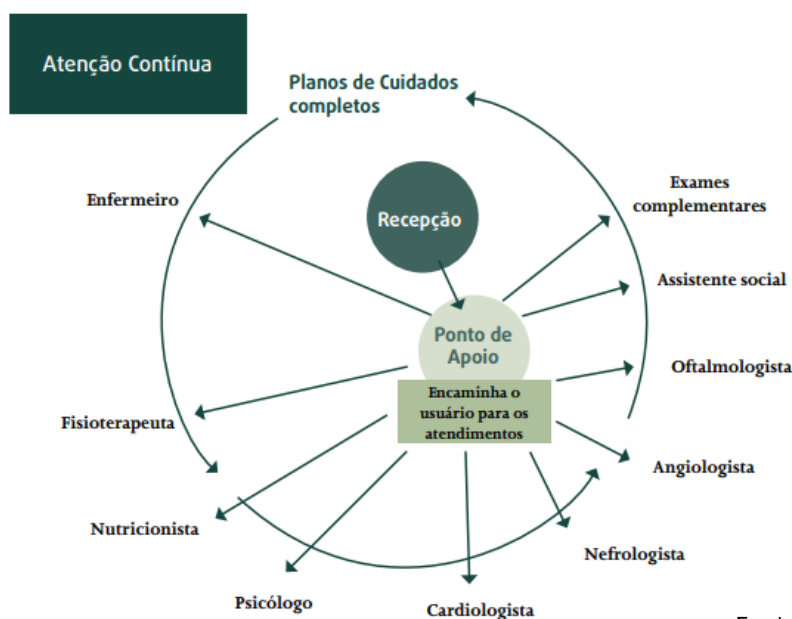 Atenção Contínua
Planos de Cuidados
completos
Enfermeiro
Recepção
Exames
complementares
Assistente social
Ponto de
Apoio
Oftalmologista
Encaminha o
usuário para os
atendimentos
Fisioterapeuta
Angiologista
Nutricionista
Nefrologista
Psicólogo
Cardiologista